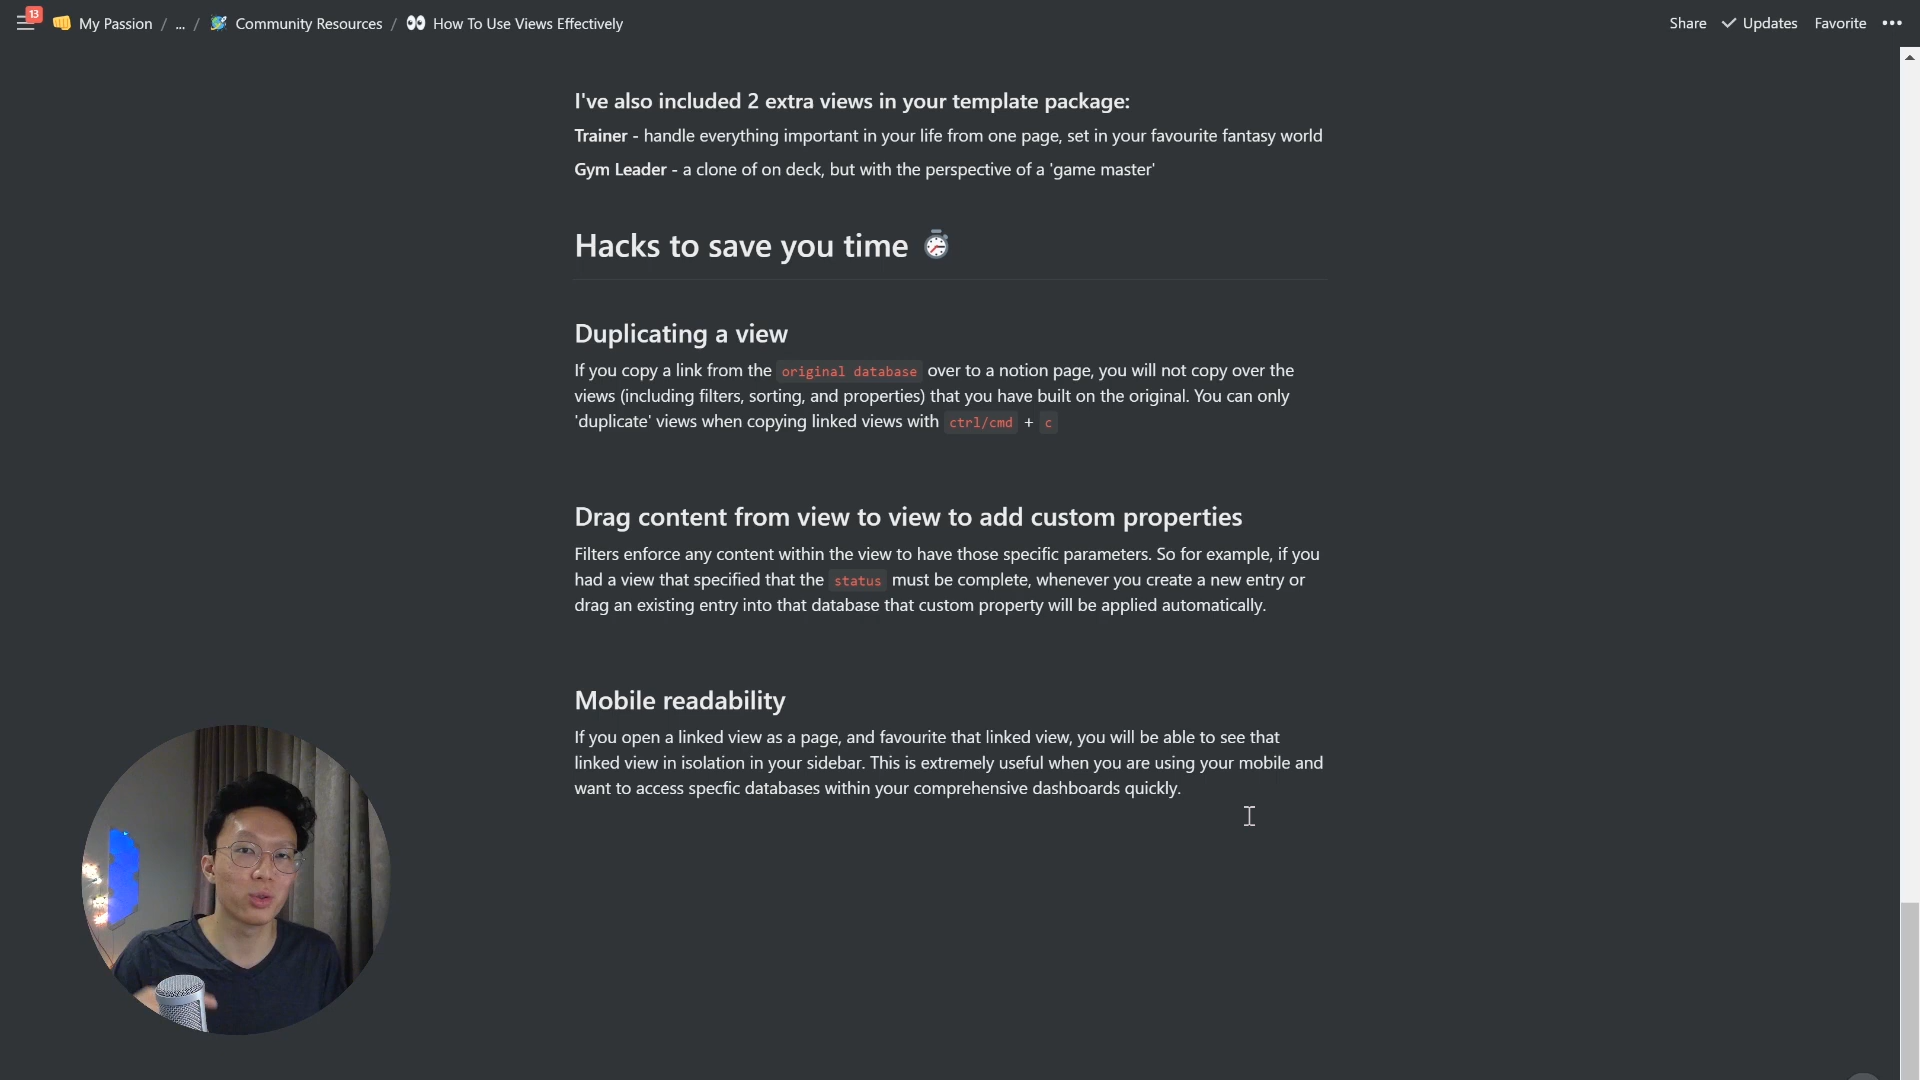 13 My Passion / ... / Community Resources / How To Use Views Effectively Share Updates Favorite •••
I've also included 2 extra views in your template package:
Trainer - handle everything important in your life from one page, set in your favourite fantasy world
Gym Leader - a clone of on deck, but with the perspective of a 'game master'
Hacks to save you time
Duplicating a view
If you copy a link from the original database over to a notion page, you will not copy over the
views (including filters, sorting, and properties) that you have built on the original. You can only
'duplicate' views when copying linked views with ctrl/cmd + c
Drag content from view to view to add custom properties
Filters enforce any content within the view to have those specific parameters. So for example, if you
had a view that specified that the status must be complete, whenever you create a new entry or
drag an existing entry into that database that custom property will be applied automatically.
Mobile readability
If you open a linked view as a page, and favourite that linked view, you will be able to see that
linked view in isolation in your sidebar. This is extremely useful when you are using your mobile and
want to access specfic databases within your comprehensive dashboards quickly.